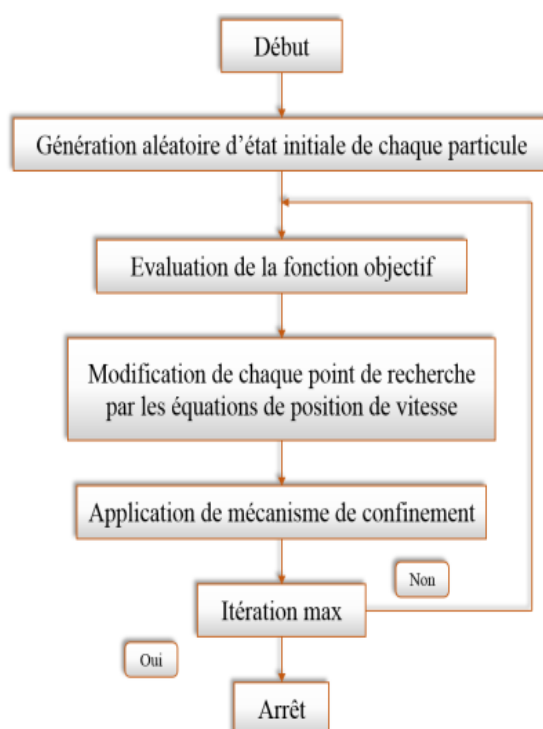 Début
Génération aléatoire d'état initiale de chaque particule
Evaluation de la fonction objectif
Modification de chaque point de recherche
par les équations de position de vitesse
Application de mécanisme de confinement
Non
Itération max
Oui
Arrêt